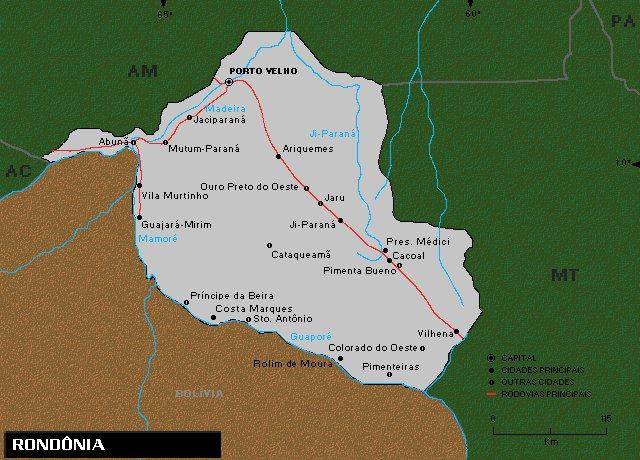 65°
60°
PA
AM
PORTO VELHO
Madeira
Jaciparaná
Ji-Paraná
Abunã
Mutum-Paraná
Ariquemes
AC
10°
Ouro Preto do Oeste
Vila Murtinho
Jaru
Guajará-Mirim
Ji-Paraná
Mamoré
Pres. Médici
Cataqueamã
Cacoal
Pimenta Bueno
MT
Príncipe da Beira
Costa Marques
Sto. Antônio
Guaporé
Vilhena
Colorado do Oeste
CAPITAL
Rolim de Moura
Pimenteiras
CIDADES PRINCIPAIS
OUTRAS CIDADES
BOLIVIA
RODOVIAS PRINCIPAIS
0 115
Km
RONDÔNIA